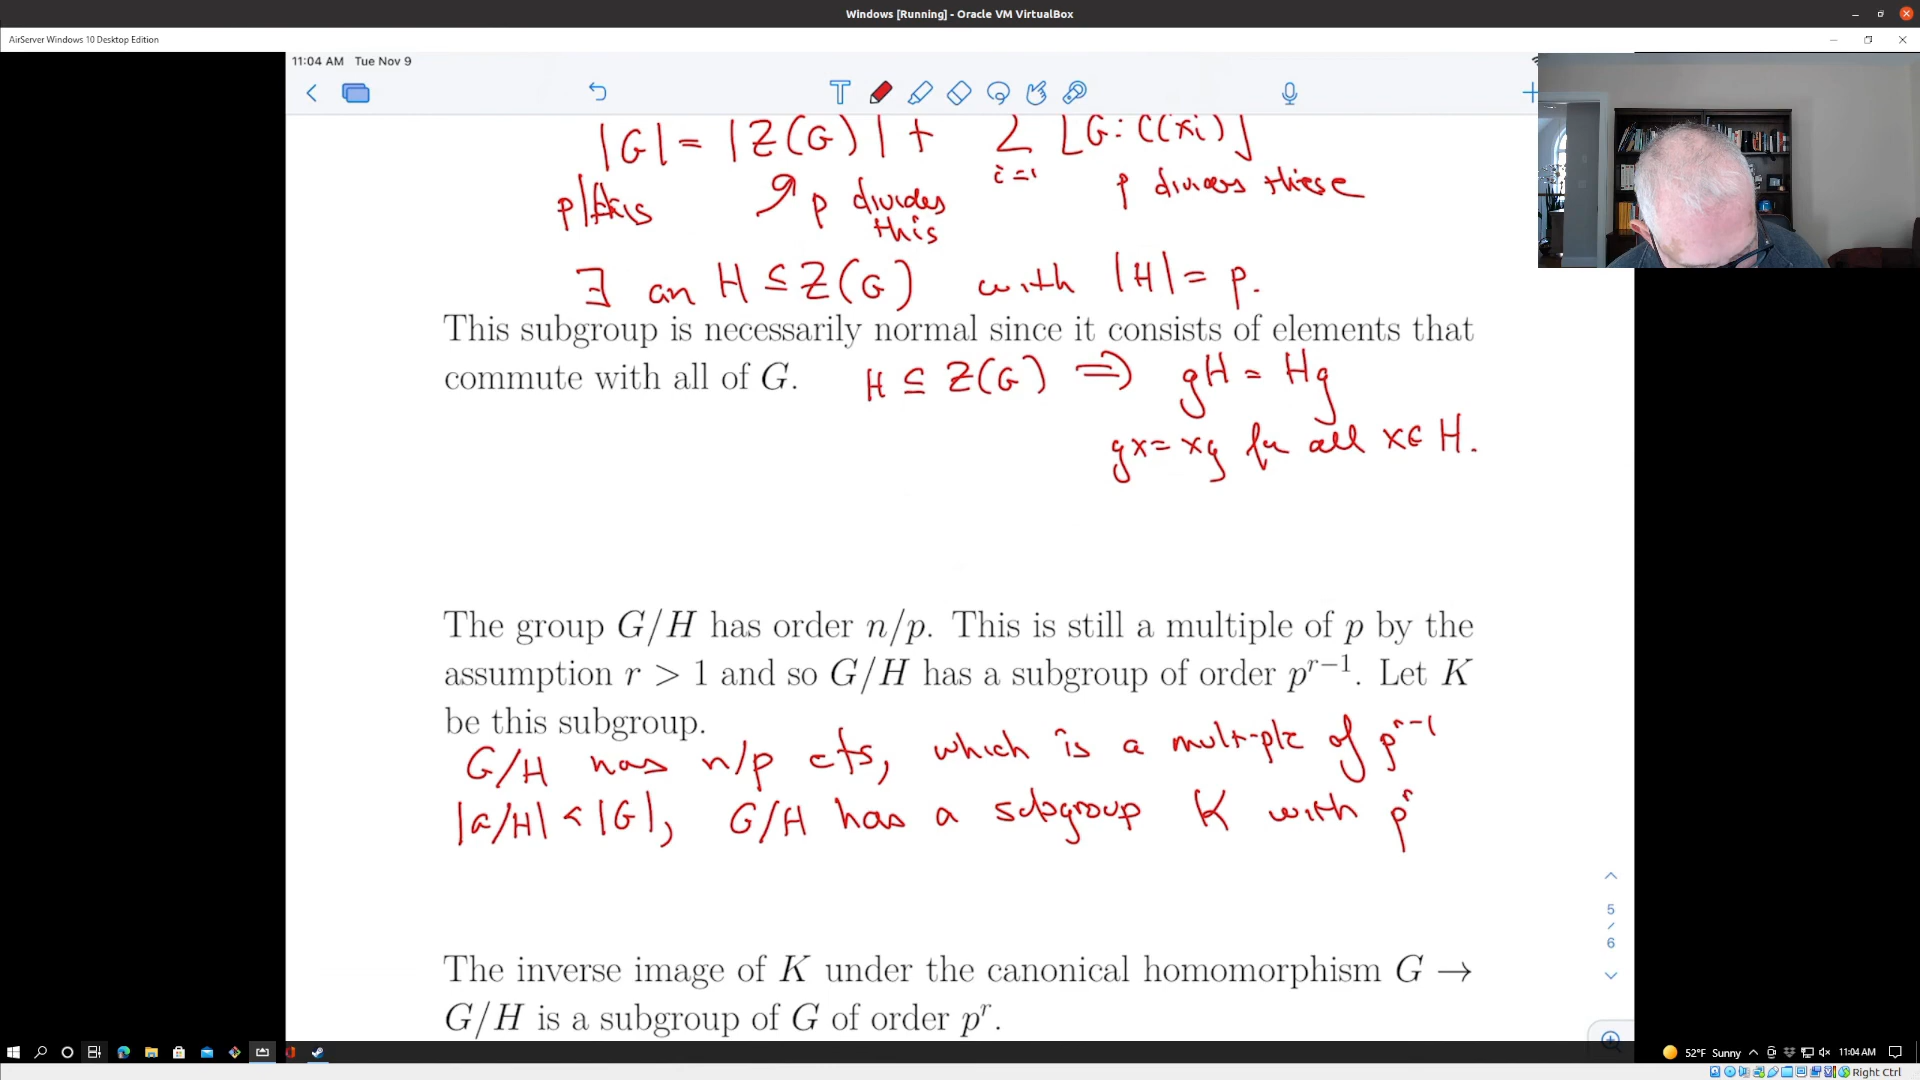 Windows [Running] - Oracle VM VirtualBox
AirServer Windows 10 Desktop Edition
11:04 AM Tue Nov 9
|G| = |Z(G)| + Σ [G: C(xi)]
i=1
p|this p divides this p divides these
∃ an H ⊆ Z(G) with |H| = p.
This subgroup is necessarily normal since it consists of elements that
commute with all of G. H ⊆ Z(G) ⇒ gH = Hg
gx = xg for all x ∈ H.
The group G/H has order n/p. This is still a multiple of p by the
assumption r > 1 and so G/H has a subgroup of order p^{r−1}. Let K
be this subgroup.
G/H has n/p elts, which is a multiple of p^{r-1}
|G/H| < |G|, G/H has a subgroup K with p^r
The inverse image of K under the canonical homomorphism G →
G/H is a subgroup of G of order p^r.
5
/
6
52°F Sunny 11:04 AM
Right Ctrl